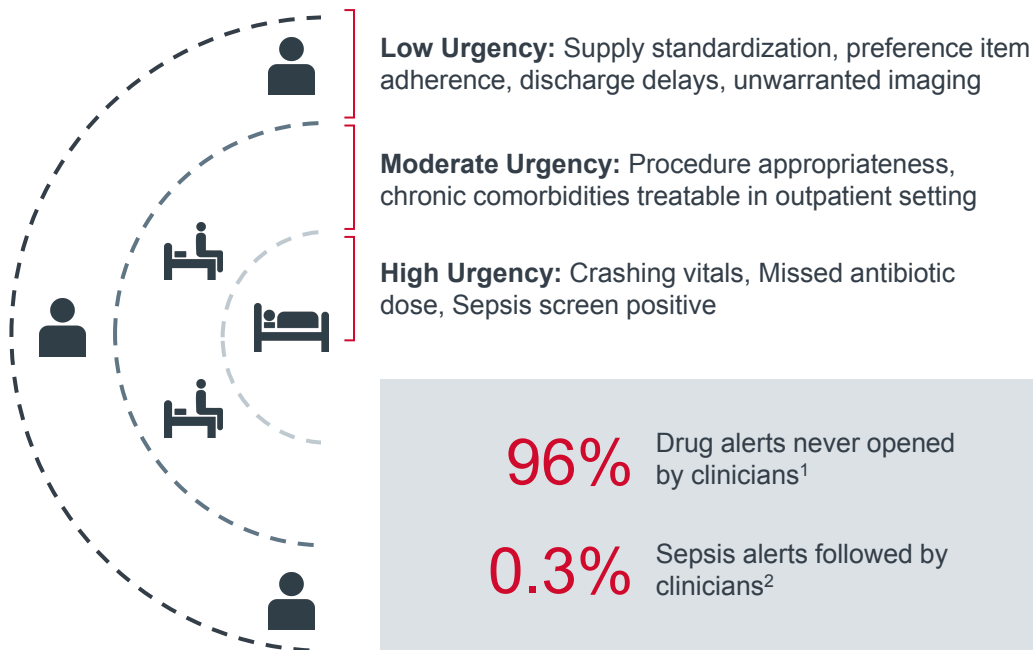 Low Urgency: Supply standardization, preference item
adherence, discharge delays, unwarranted imaging
Moderate Urgency: Procedure appropriateness,
chronic comorbidities treatable in outpatient setting
High Urgency: Crashing vitals, Missed antibiotic
dose, Sepsis screen positive
96% Drug alerts never opened
by clinicians¹
0.3% Sepsis alerts followed by
clinicians²